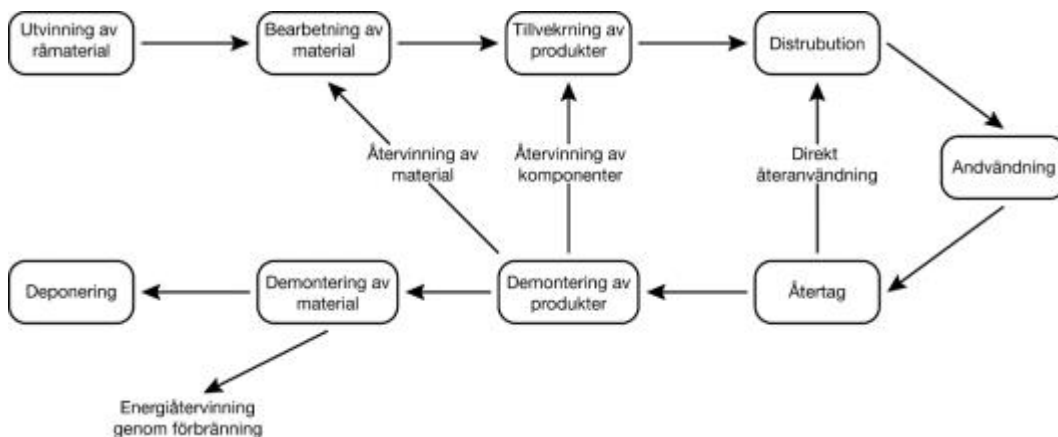 Utvinning av
råmaterial
Bearbetning av
material
Tillvekrning av
produkter
Distrubution
Återvinning av
material
Återvinning av
komponenter
Direkt
återanvändning
Andvändning
Deponering
Demontering av
material
Demontering av
produkter
Återtag
Energiåtervinning
genom förbränning